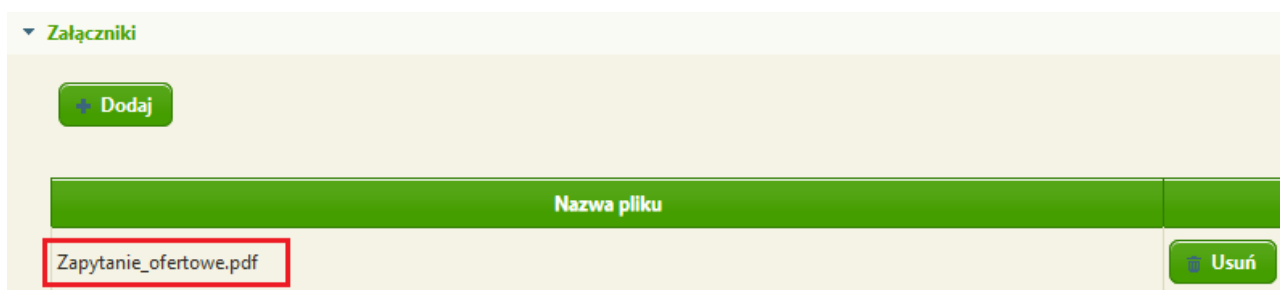 Załączniki
Dodaj
Nazwa pliku
Zapytanie_ofertowe.pdf
Usuń